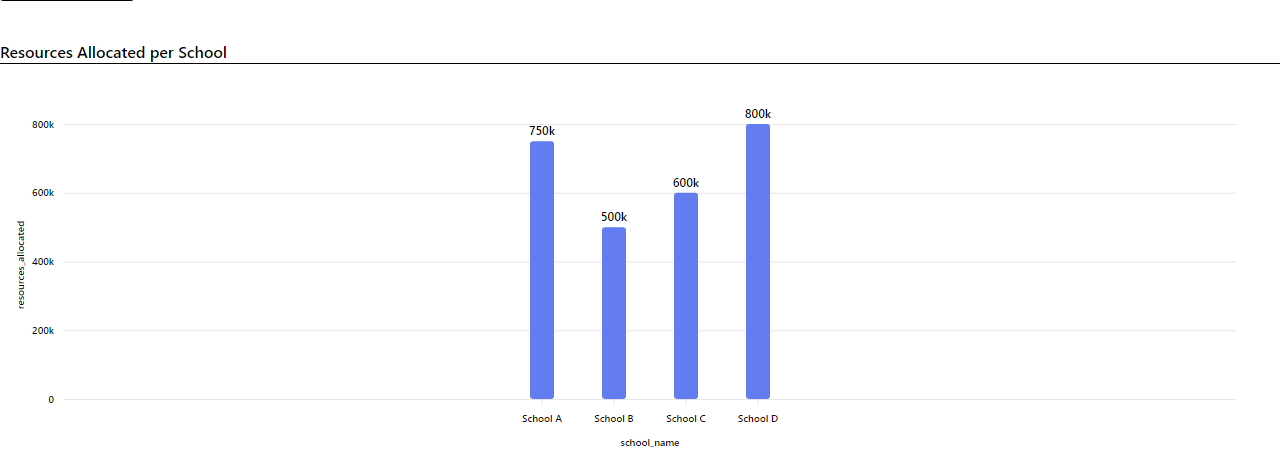 Resources Allocated per School
resources_allocated
800k
600k
400k
200k
0
750k
500k
600k
800k
School A
School B
School C
School D
school_name